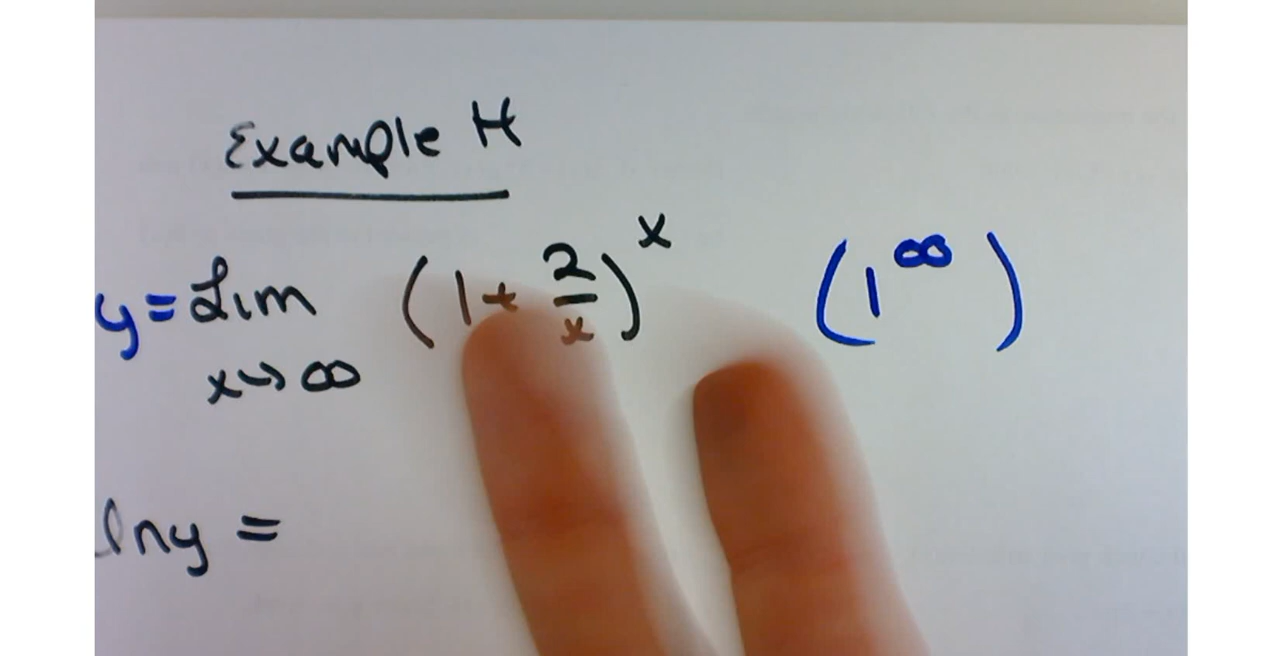 Example H
y = Lim (1 + 2/x)^x (1^∞)
x→∞
ln y =